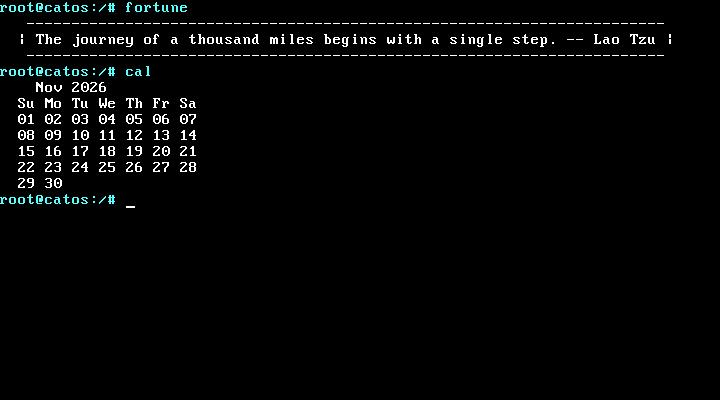 root@catos:/# fortune
-----------------------------------------------------------------------
| The journey of a thousand miles begins with a single step. -- Lao Tzu |
-----------------------------------------------------------------------
root@catos:/# cal
Nov 2026
Su Mo Tu We Th Fr Sa
01 02 03 04 05 06 07
08 09 10 11 12 13 14
15 16 17 18 19 20 21
22 23 24 25 26 27 28
29 30
root@catos:/# _